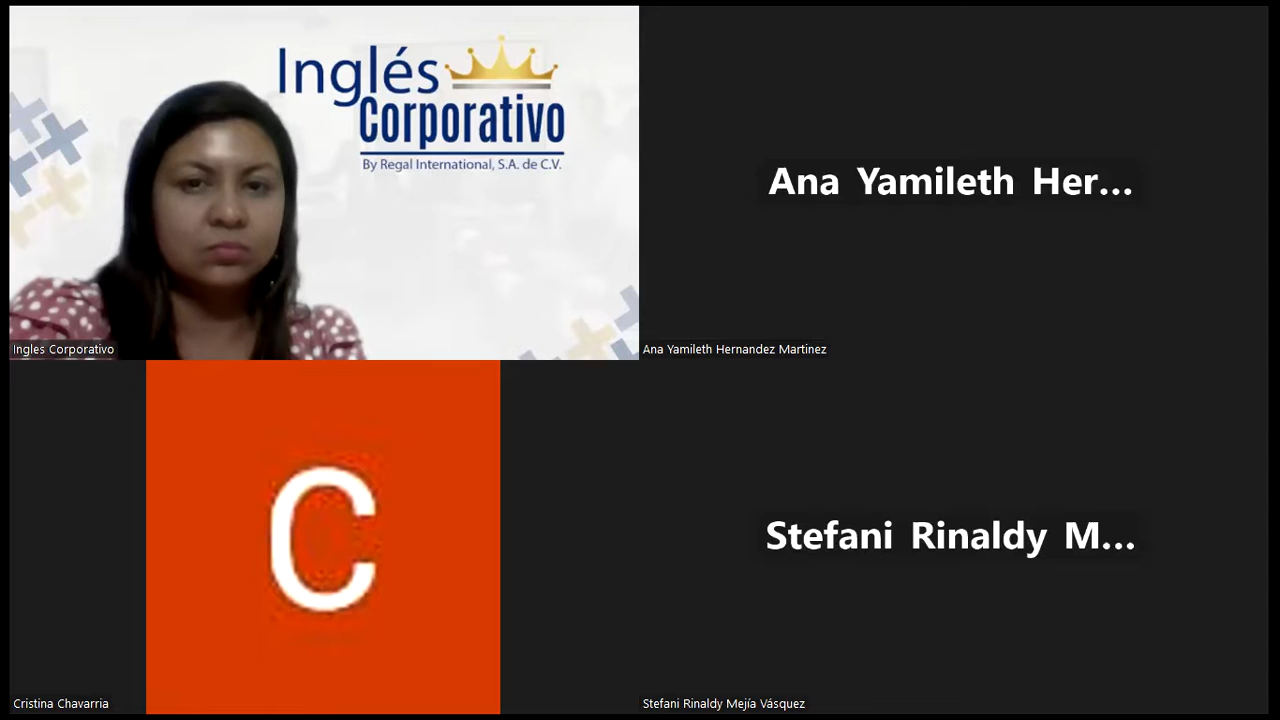 Inglés
Corporativo
By Regal International, S.A. de C.V.
Ingles Corporativo
Ana Yamileth Her...
Ana Yamileth Hernandez Martinez
C
Cristina Chavarria
Stefani Rinaldy M...
Stefani Rinaldy Mejía Vásquez